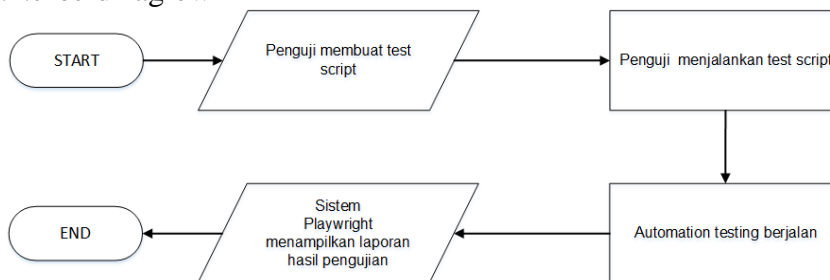 START
Penguji membuat test
script
Penguji menjalankan test script
Automation testing berjalan
Sistem
Playwright
menampilkan laporan
hasil pengujian
END